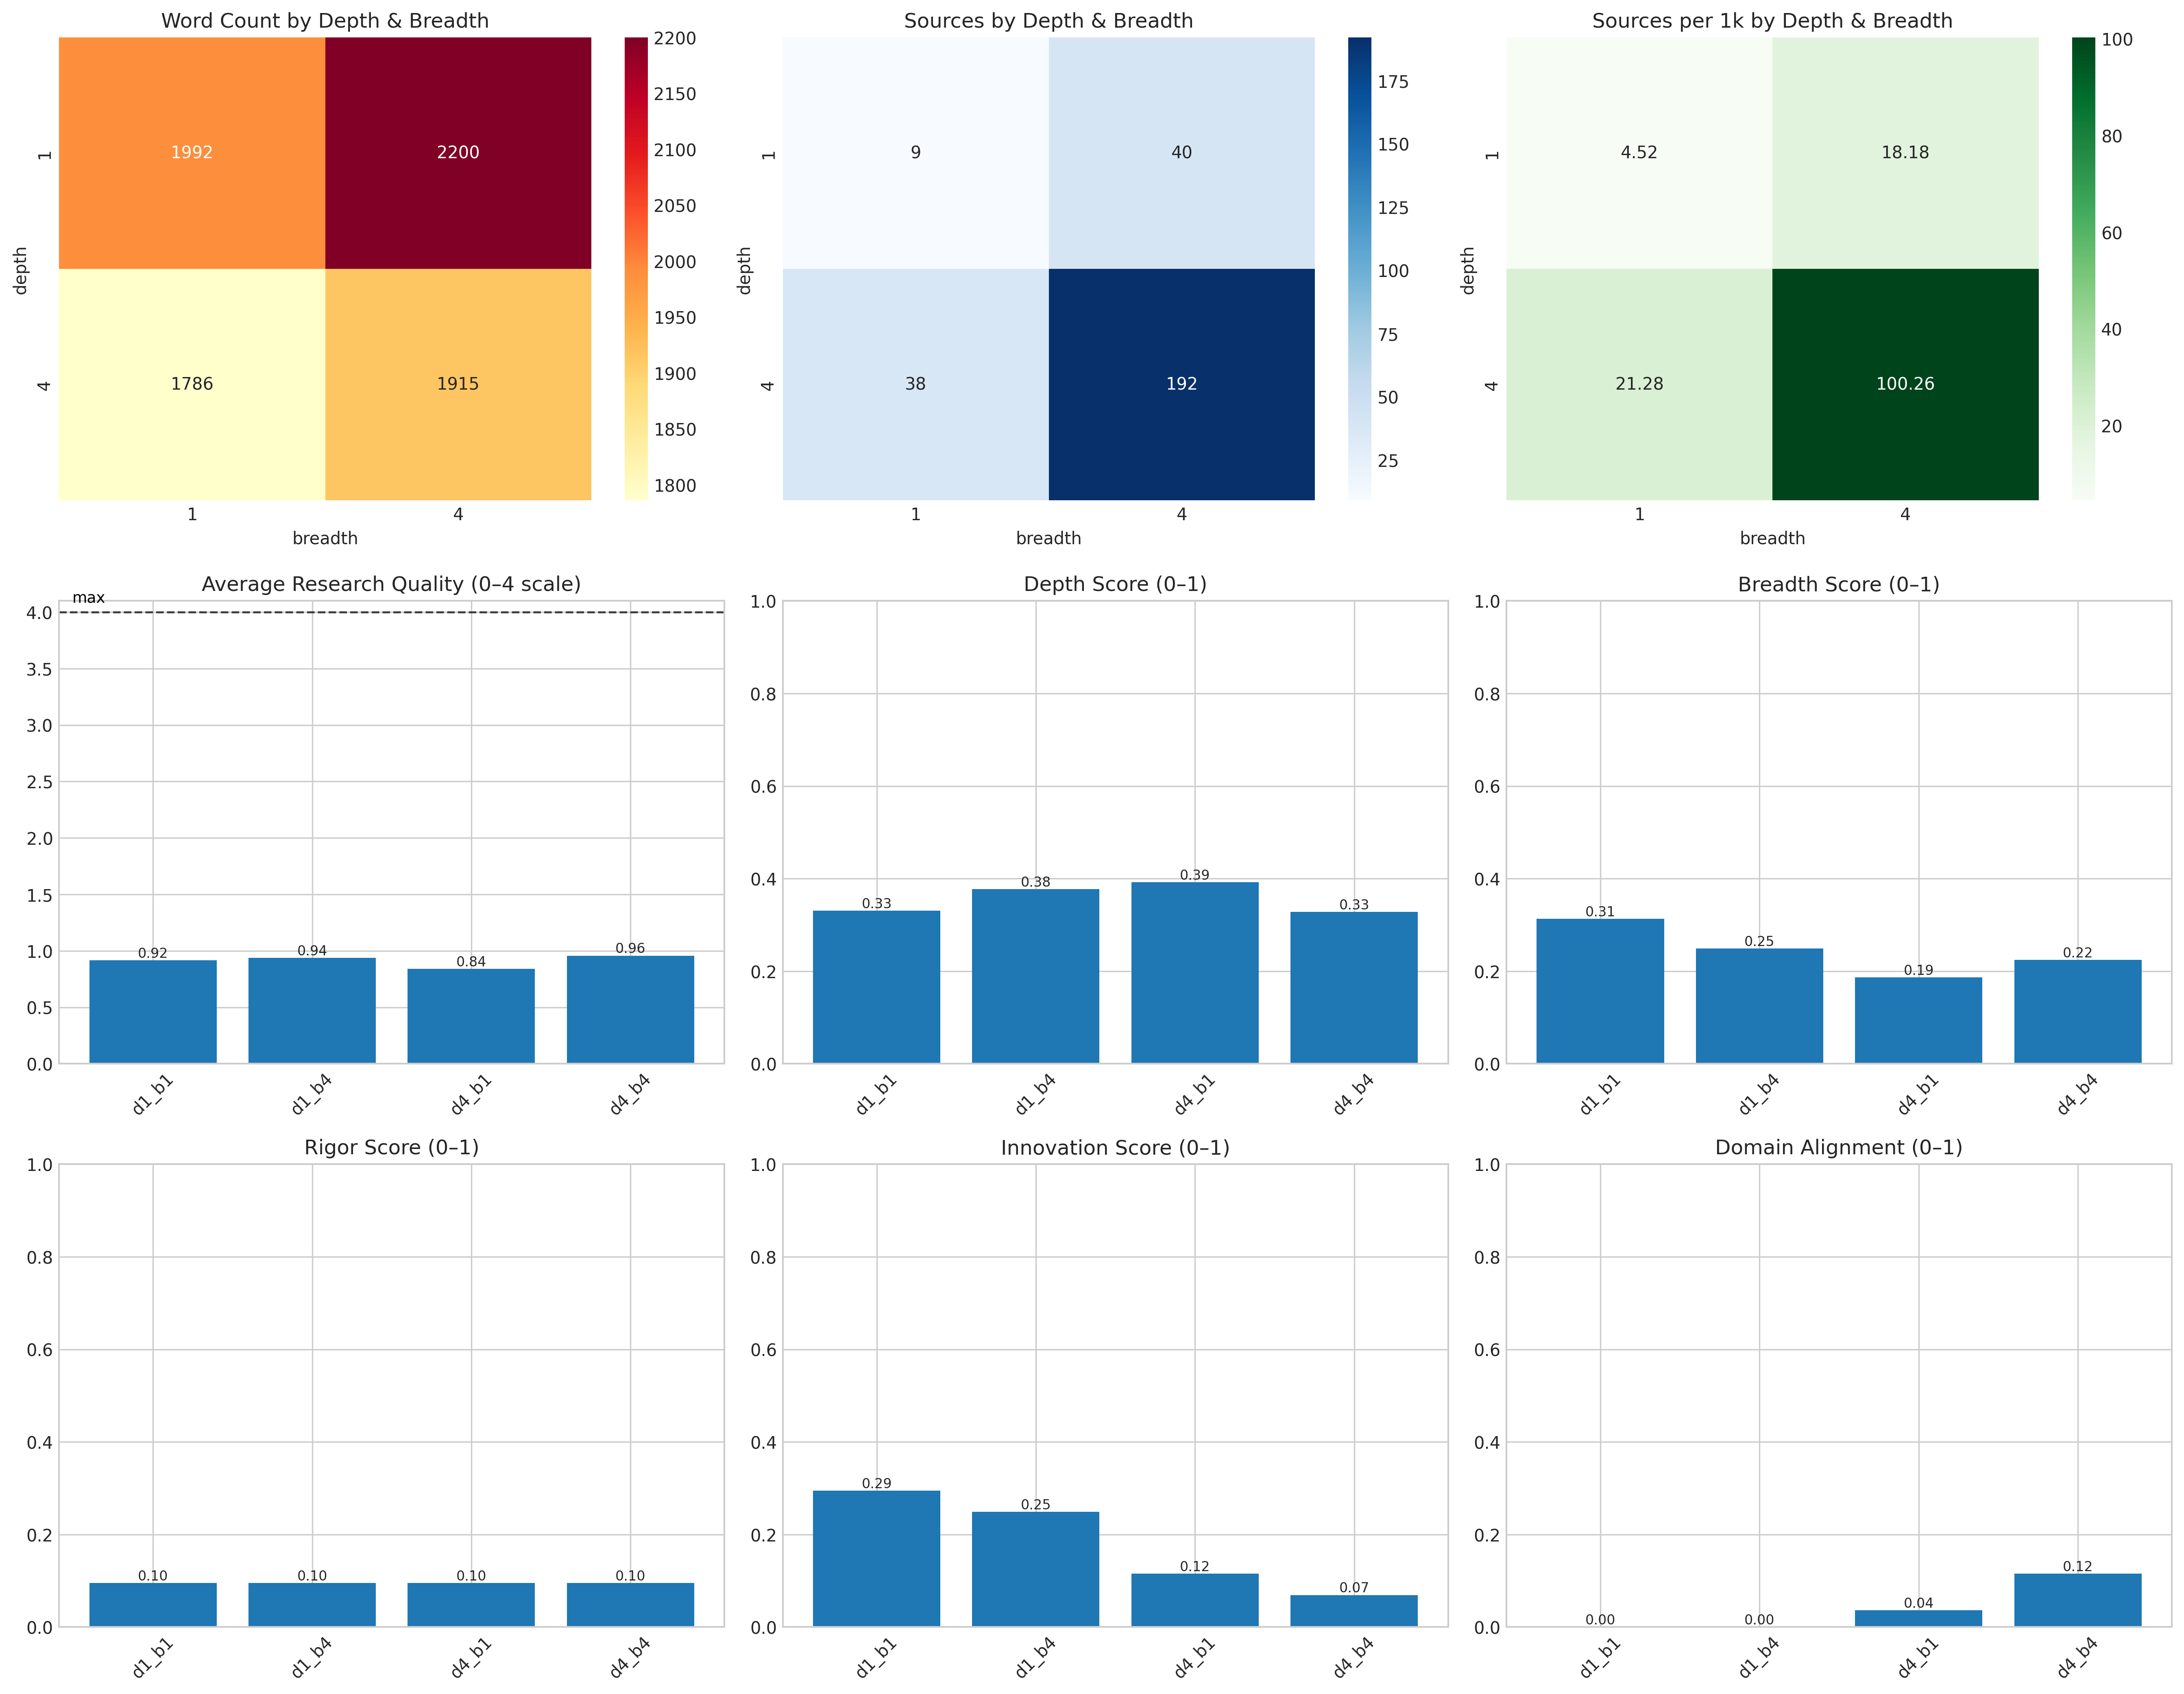 Word Count by Depth & Breadth
1992
2200
1786
1915
1
4
depth
1
4
breadth
2200
2150
2100
2050
2000
1950
1900
1850
1800
Sources by Depth & Breadth
9
40
38
192
1
4
depth
1
4
breadth
175
150
125
100
75
50
25
Sources per 1k by Depth & Breadth
4.52
18.18
21.28
100.26
1
4
depth
1
4
breadth
100
80
60
40
20
Average Research Quality (0–4 scale)
max
4.0
3.5
3.0
2.5
2.0
1.5
1.0
0.5
0.0
0.92
0.94
0.84
0.96
d1_b1
d1_b4
d4_b1
d4_b4
Depth Score (0–1)
1.0
0.8
0.6
0.4
0.2
0.0
0.33
0.38
0.39
0.33
d1_b1
d1_b4
d4_b1
d4_b4
Breadth Score (0–1)
1.0
0.8
0.6
0.4
0.2
0.0
0.31
0.25
0.19
0.22
d1_b1
d1_b4
d4_b1
d4_b4
Rigor Score (0–1)
1.0
0.8
0.6
0.4
0.2
0.0
0.10
0.10
0.10
0.10
d1_b1
d1_b4
d4_b1
d4_b4
Innovation Score (0–1)
1.0
0.8
0.6
0.4
0.2
0.0
0.29
0.25
0.12
0.07
d1_b1
d1_b4
d4_b1
d4_b4
Domain Alignment (0–1)
1.0
0.8
0.6
0.4
0.2
0.0
0.00
0.00
0.04
0.12
d1_b1
d1_b4
d4_b1
d4_b4